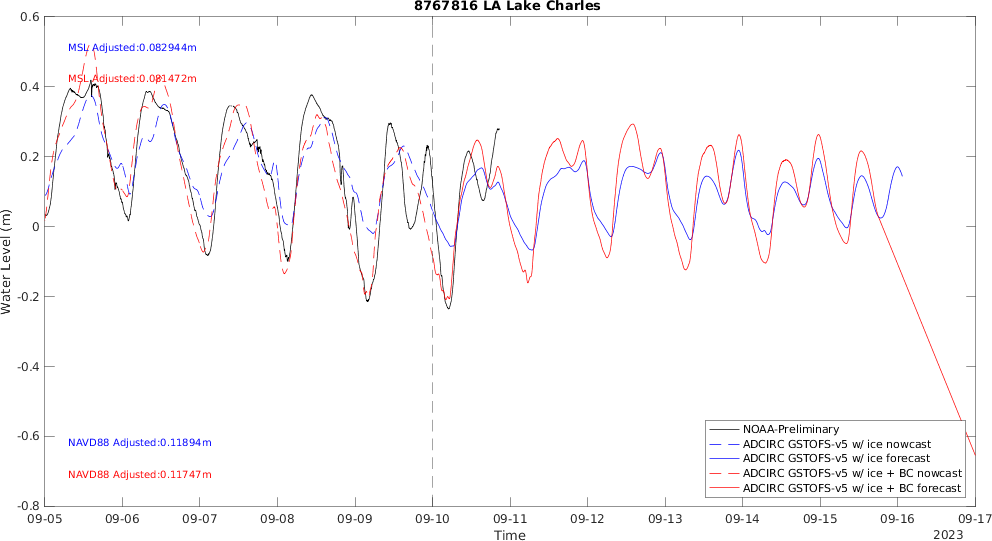 8767816 LA Lake Charles
Water Level (m)
0.6
0.4
0.2
0
-0.2
-0.4
-0.6
-0.8
MSL Adjusted:0.082944m
MSL Adjusted:0.081472m
NAVD88 Adjusted:0.11894m
NAVD88 Adjusted:0.11747m
NOAA-Preliminary
ADCIRC GSTOFS-v5 w/ ice nowcast
ADCIRC GSTOFS-v5 w/ ice forecast
ADCIRC GSTOFS-v5 w/ ice + BC nowcast
ADCIRC GSTOFS-v5 w/ ice + BC forecast
09-05 09-06 09-07 09-08 09-09 09-10 09-11 09-12 09-13 09-14 09-15 09-16 09-17
Time
2023